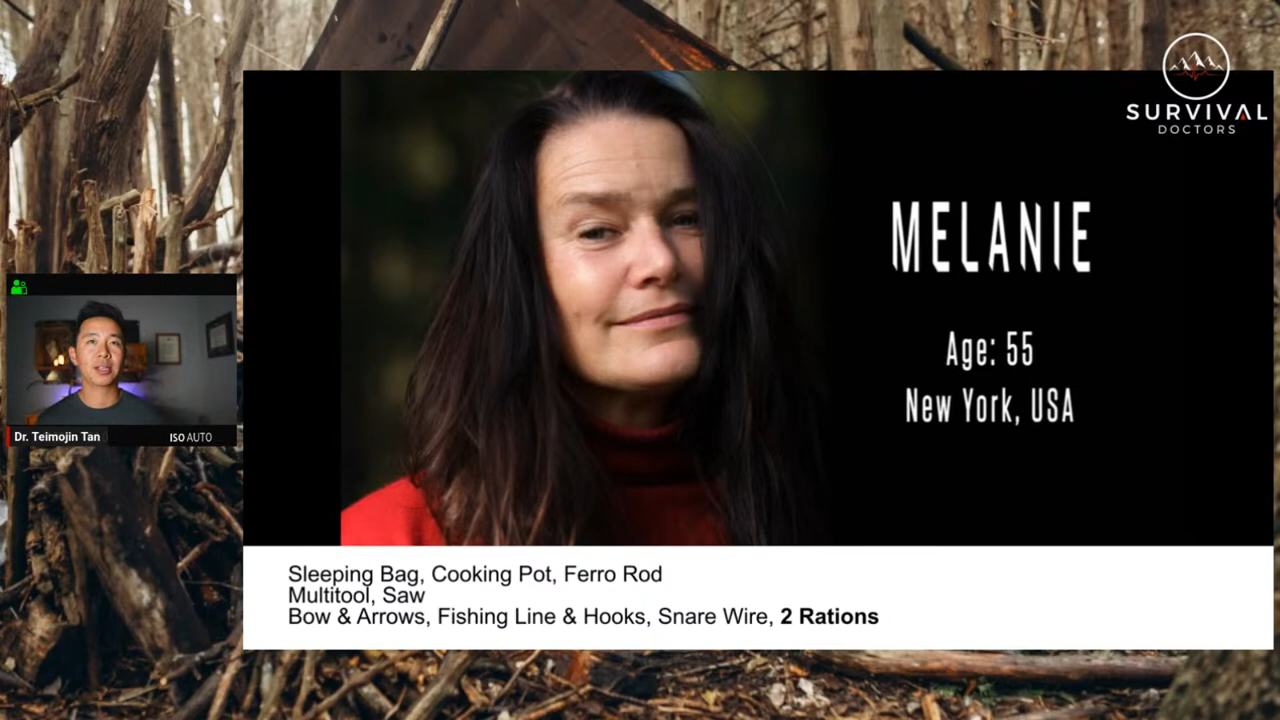 SURVIVAL
DOCTORS
MELANIE
Age: 55
New York, USA
Dr. Teimojin Tan
ISO AUTO
Sleeping Bag, Cooking Pot, Ferro Rod
Multitool, Saw
Bow & Arrows, Fishing Line & Hooks, Snare Wire, 2 Rations